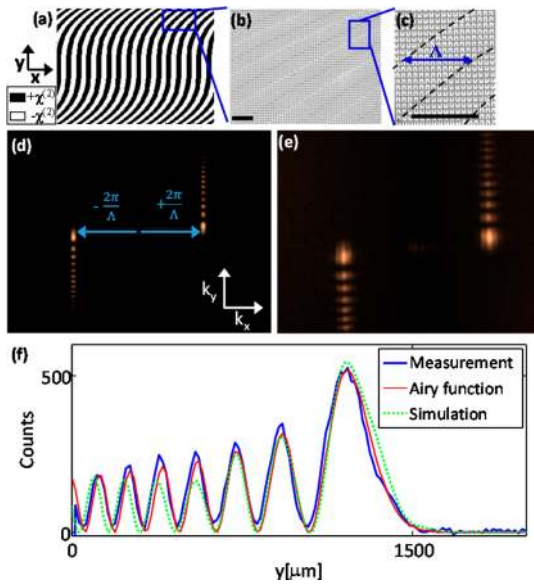 (a)
(b)
(c)
y
x
Λ
+χ(2)
-χ(2)
(d)
(e)
- 2π/Λ
+ 2π/Λ
ky
kx
(f)
500
Counts
0
Measurement
Airy function
Simulation
0
1500
y[μm]